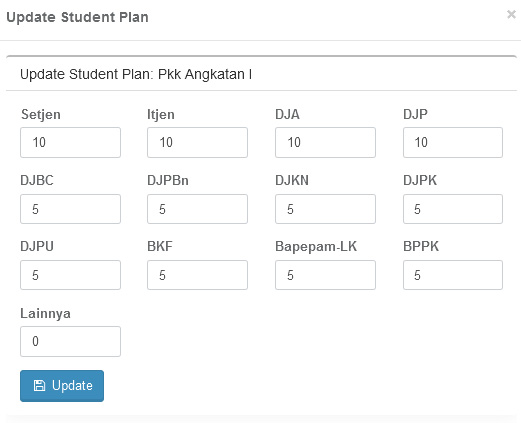 Update Student Plan ×
Update Student Plan: Pkk Angkatan I
Setjen Itjen DJA DJP
10 10 10 10
DJBC DJPBn DJKN DJPK
5 5 5 5
DJPU BKF Bapepam-LK BPPK
5 5 5 5
Lainnya
0
Update